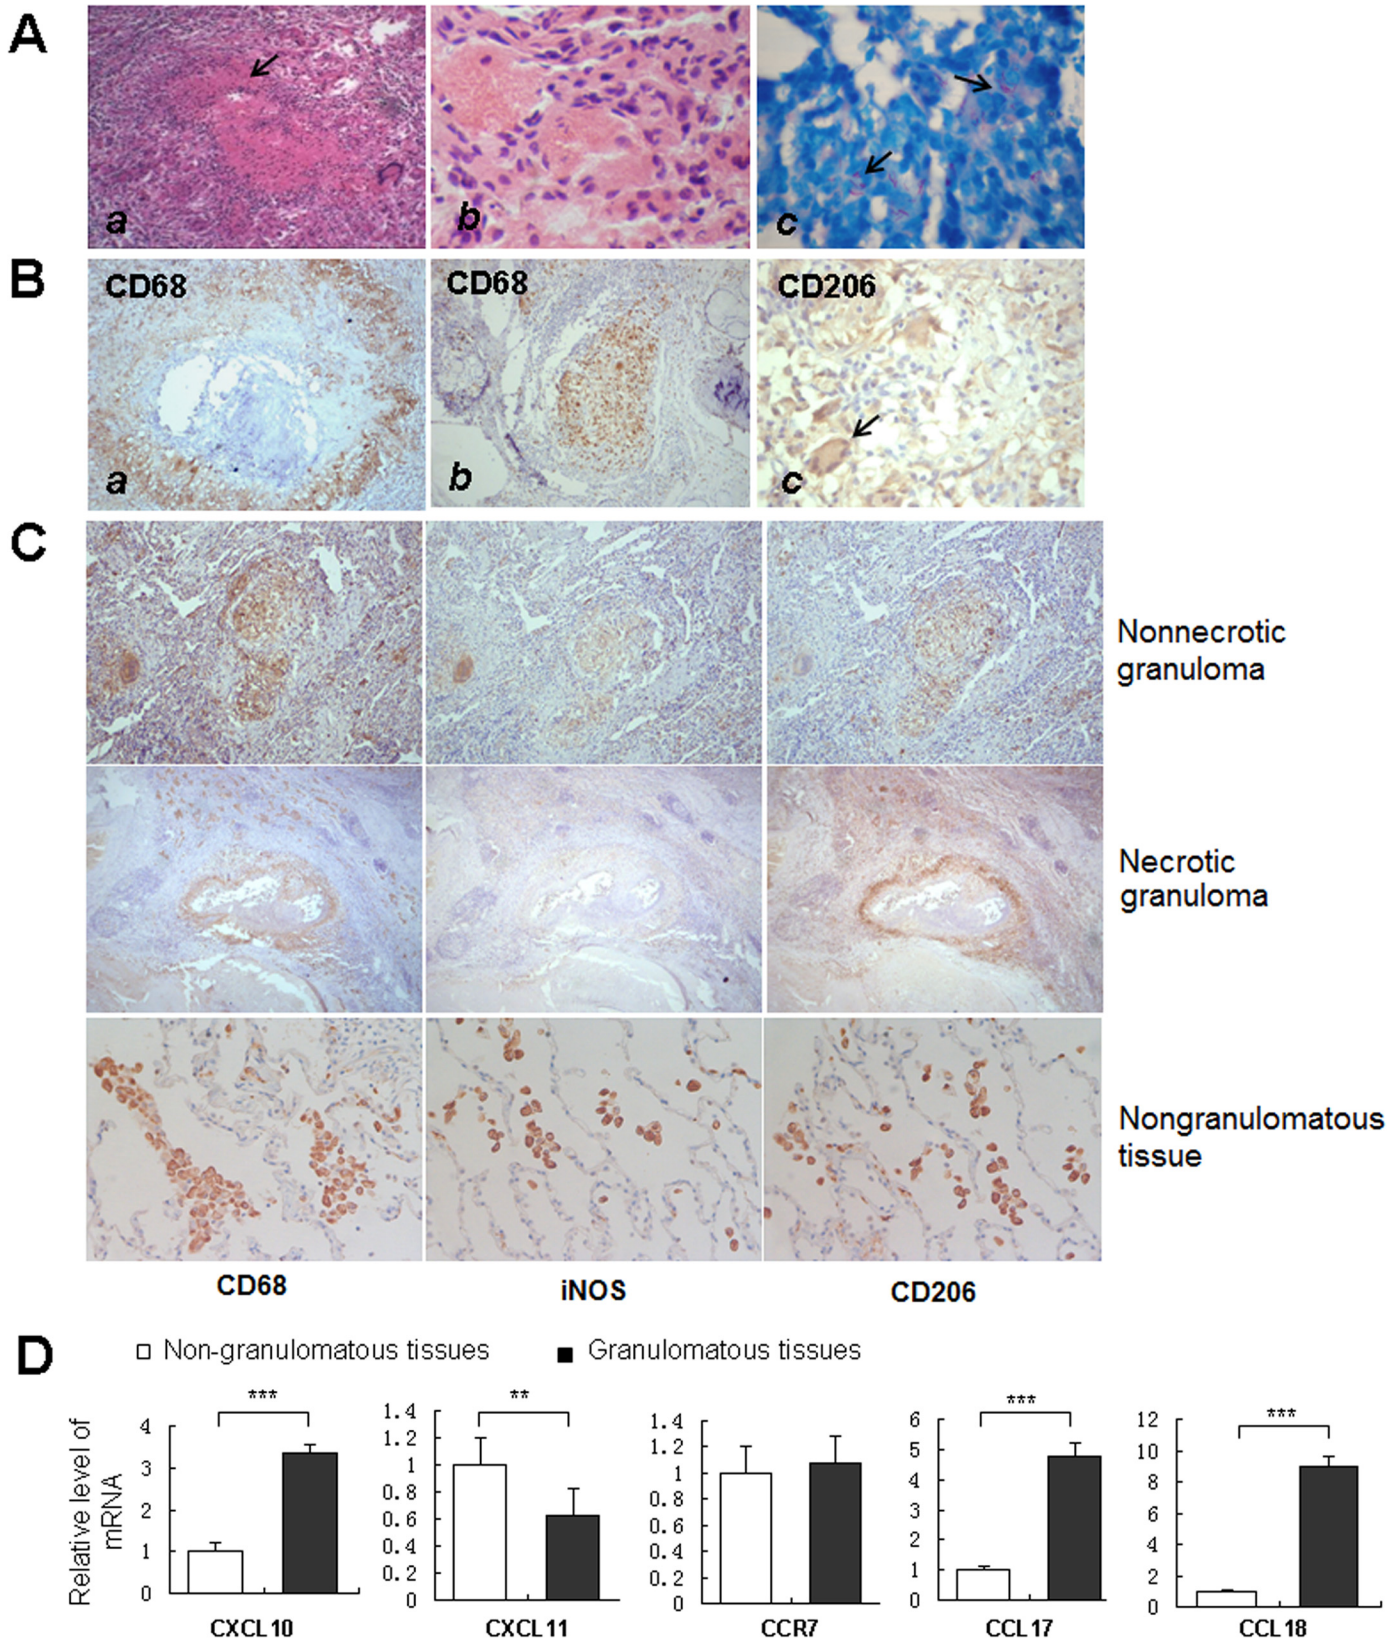 A
a
b
c
B
CD68
CD68
CD206
a
b
c
C
Nonnecrotic
granuloma
Necrotic
granuloma
Nongranulomatous
tissue
CD68
iNOS
CD206
D
Non-granulomatous tissues
Granulomatous tissues
Relative level of
mRNA
***
4
3
2
1
0
CXCL10
**
1.4
1.2
1
0.8
0.6
0.4
0.2
0
CXCL11
1.4
1.2
1
0.8
0.6
0.4
0.2
0
CCR7
***
6
5
4
3
2
1
0
CCL17
***
12
10
8
6
4
2
0
CCL18